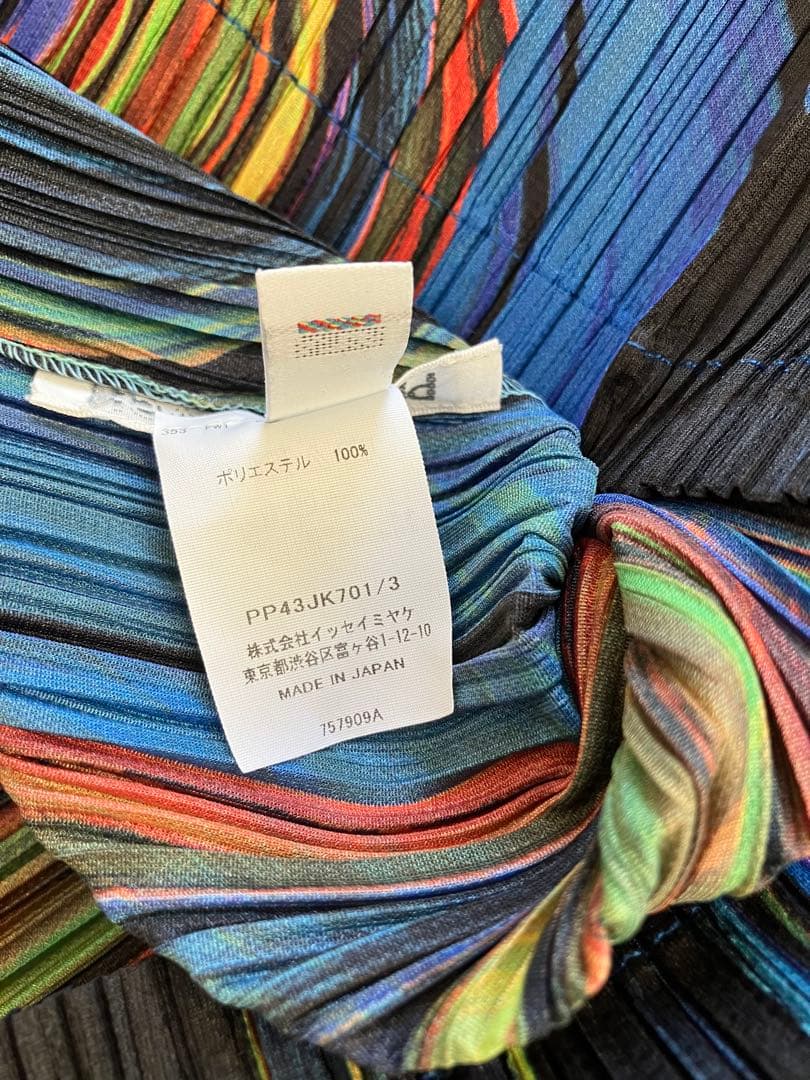 ポリエステル 100%
PP43JK701/3
株式会社イッセイミヤケ
東京都渋谷区富ヶ谷1-12-10
MADE IN JAPAN
757909A